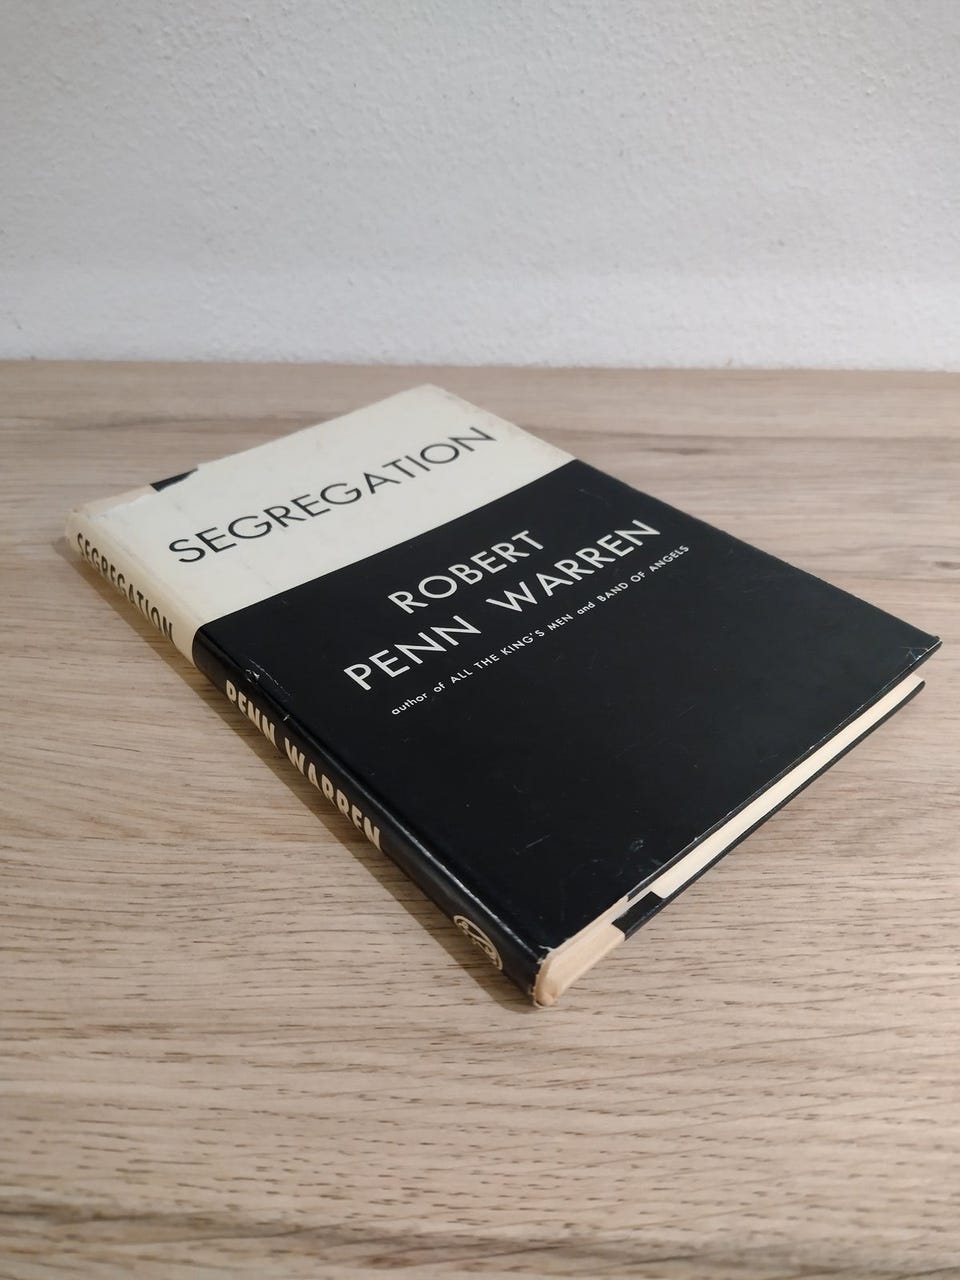 SEGREGATION
ROBERT
PENN WARREN
author of ALL THE KING'S MEN and BAND OF ANGELS
SEGREGATION
PENN WARREN